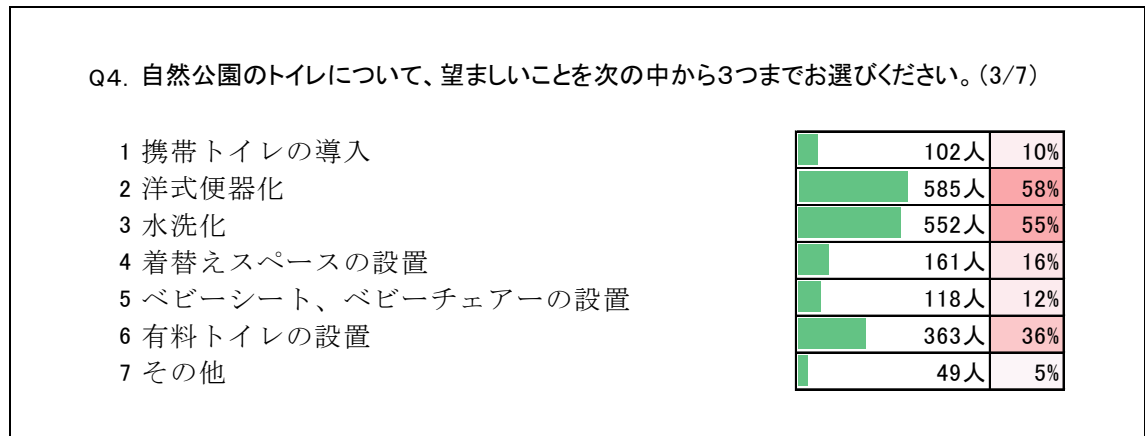 Q4. 自然公園のトイレについて、望ましいことを次の中から3つまでお選びください。(3/7)
1 携帯トイレの導入 102人 10%
2 洋式便器化 585人 58%
3 水洗化 552人 55%
4 着替えスペースの設置 161人 16%
5 ベビーシート、ベビーチェアーの設置 118人 12%
6 有料トイレの設置 363人 36%
7 その他 49人 5%